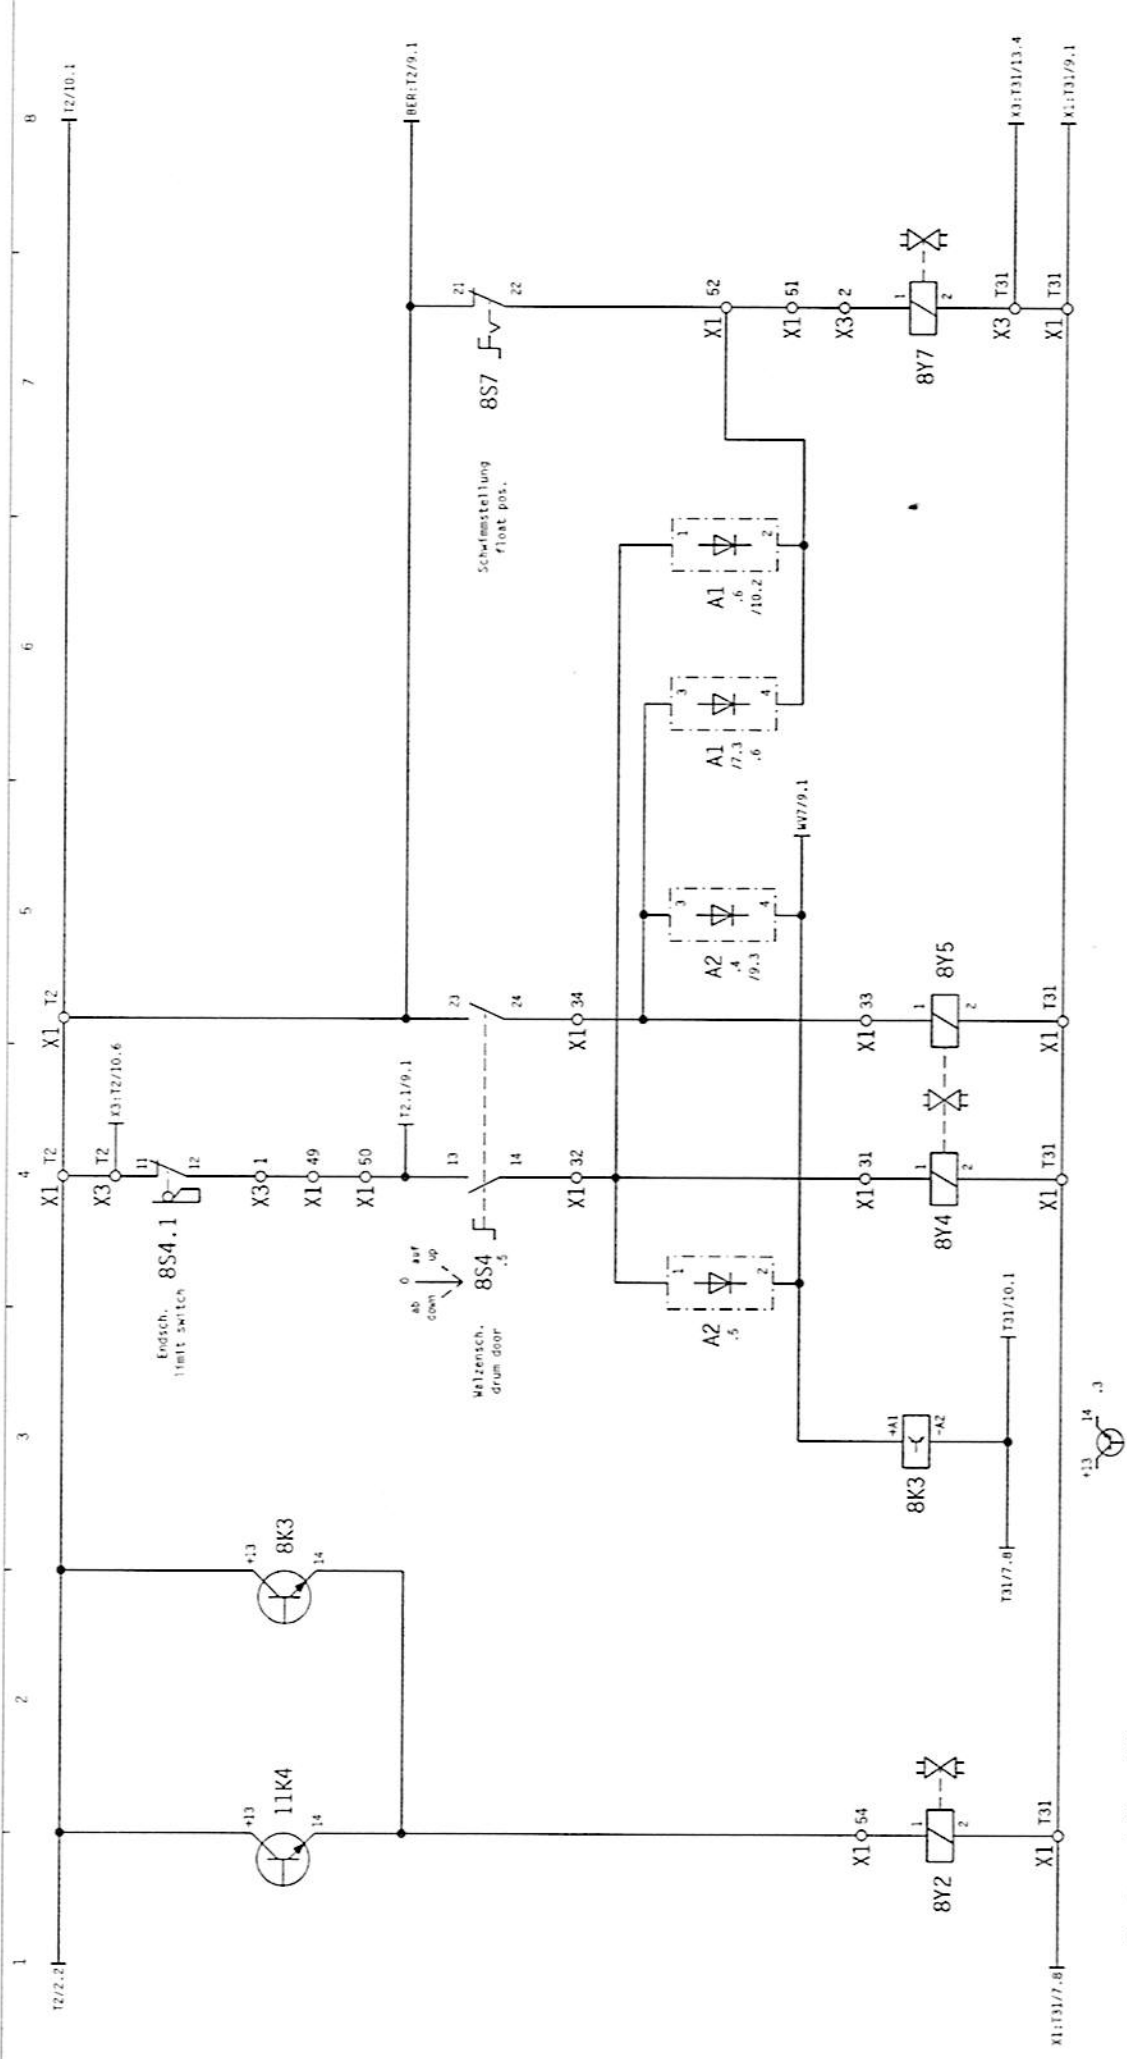 1
2
3
4
5
6
7
8
T2/2.2
T2/10.1
X1
T2
X1
T2
X3
T2
X3:T2/10.6
11
12
8S4.1
Endsch.
limit switch
X3
1
X1
49
X1
50
T2.1/9.1
BER:T2/9.1
+13
14
11K4
+13
14
8K3
ab 0 auf
down up
Walzensch.
drum door
8S4
.5
13
14
23
24
X1
32
X1
34
Schwimmstellung
float pos.
8S7
21
22
A2
.5
1
2
A2
.4
/9.3
3
4
A1
/7.3
.6
3
4
A1
.6
/10.2
1
2
WV7/9.1
X1
52
X1
51
X3
2
X1
54
X1
31
X1
33
8Y2
1
2
8K3
+A1
-A2
8Y4
1
2
8Y5
1
2
8Y7
1
2
T31/7.8
T31/10.1
X3
T31
X3:T31/13.4
X1:T31/7.8
X1
T31
X1
T31
X1
T31
X1
T31
X1:T31/9.1
+13
14
.3